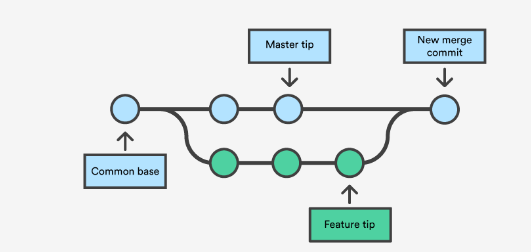 Master tip
New merge
commit
Common base
Feature tip